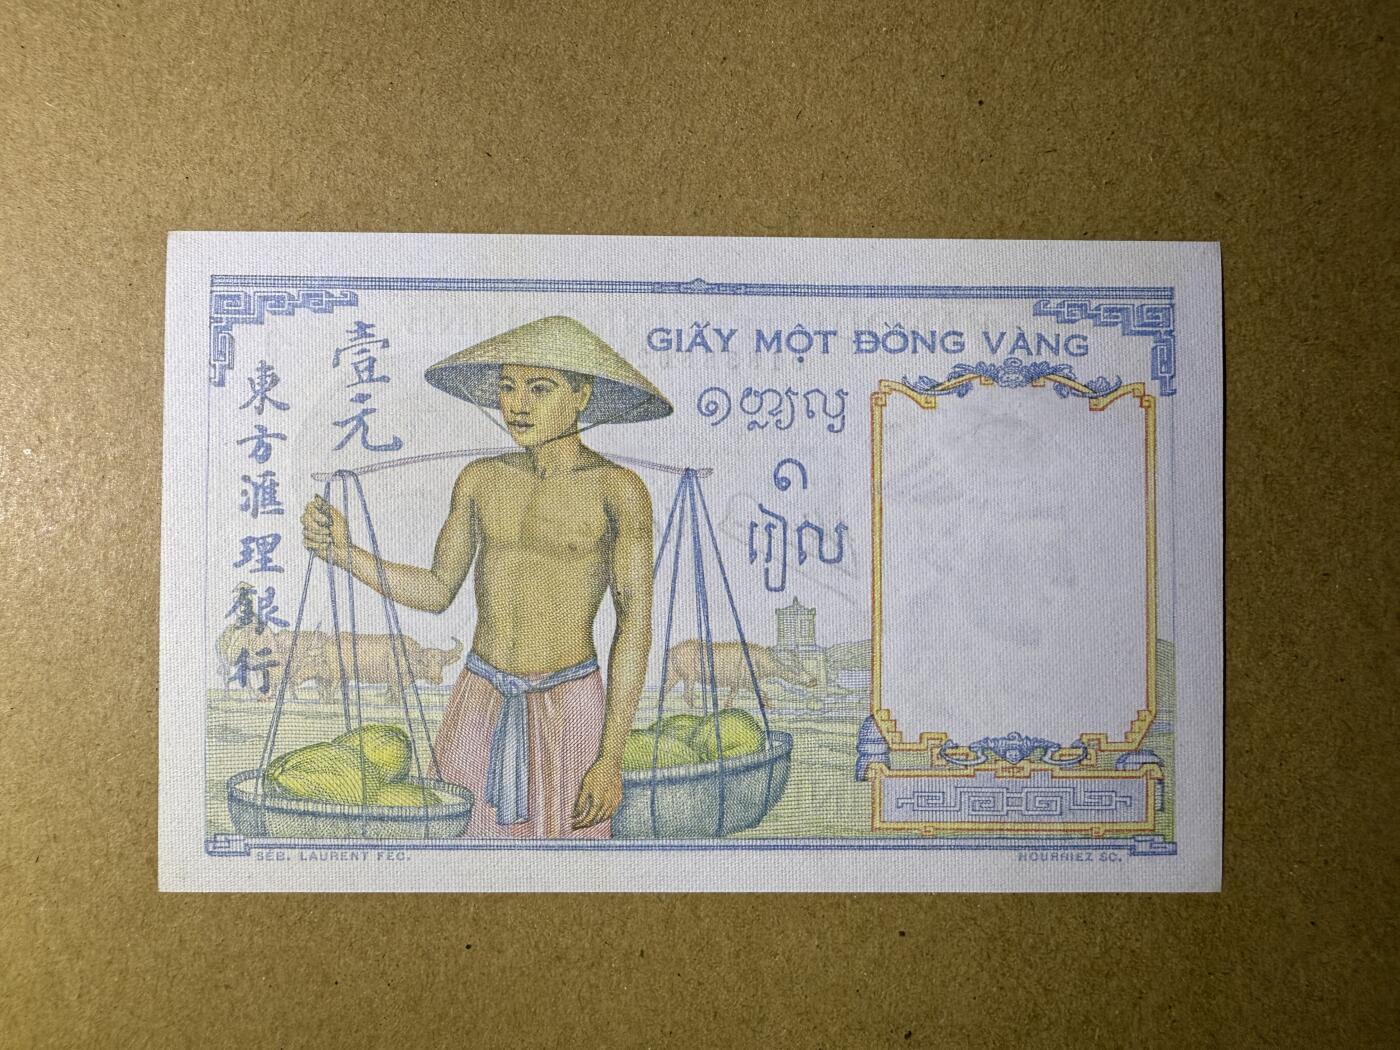 壹元
東方滙理銀行
GIÃY MỘT ĐỒNG VÀNG
១
រៀល
SÉB. LAURENT FEC.
HOURRIEZ SC.